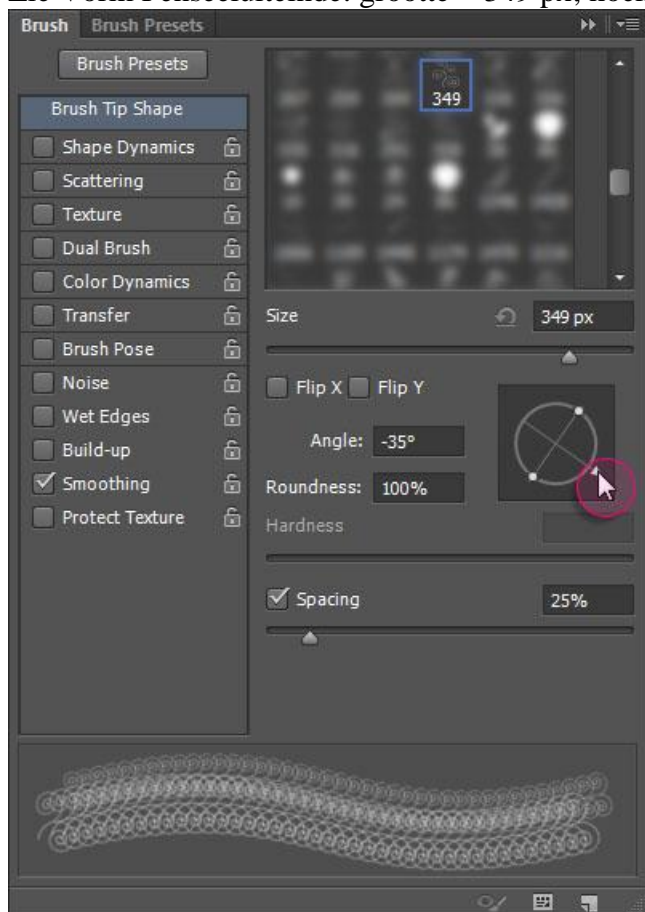 Brush Brush Presets
Brush Presets
Brush Tip Shape
349
Shape Dynamics
Scattering
Texture
Dual Brush
Color Dynamics
Transfer
Size 349 px
Brush Pose
Noise
Flip X Flip Y
Wet Edges
Build-up
Angle: -35°
Smoothing
Roundness: 100%
Protect Texture
Hardness
Spacing 25%